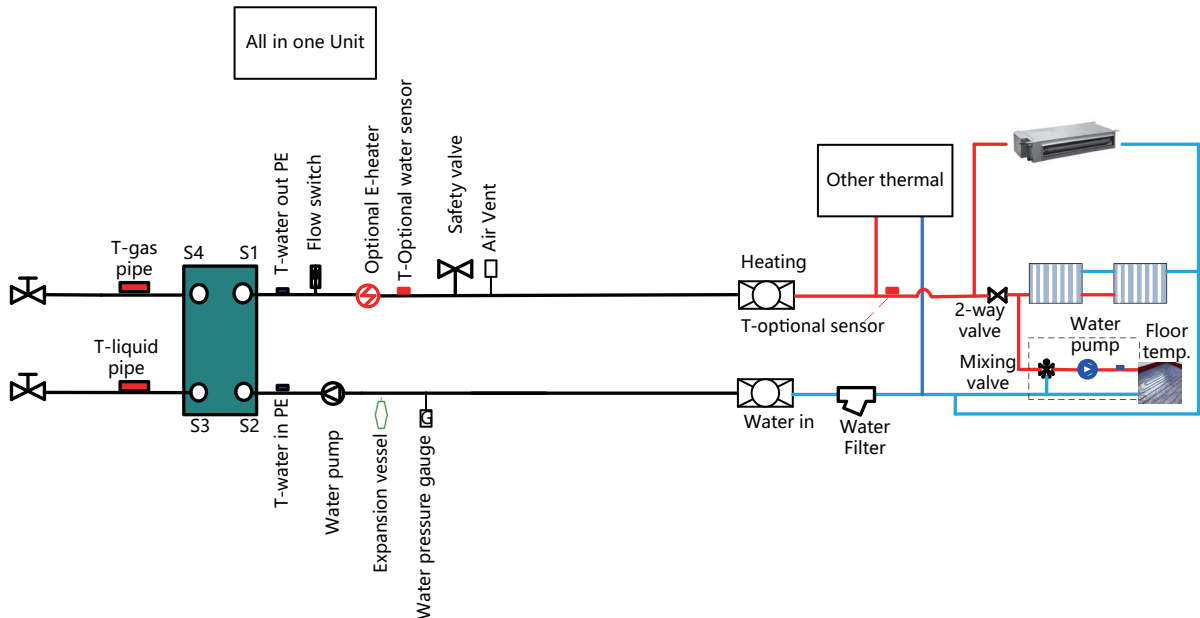 All in one Unit
T-water out PE
Flow switch
Optional E-heater
T-Optional water sensor
Safety valve
Air Vent
Other thermal
T-gas
pipe
S4
S1
Heating
T-optional sensor
2-way
valve
T-liquid
pipe
Mixing
valve
Water
pump
Floor
temp.
S3
S2
T-water in PE
Water pump
Expansion vessel
Water pressure gauge
G
Water in
Water
Filter